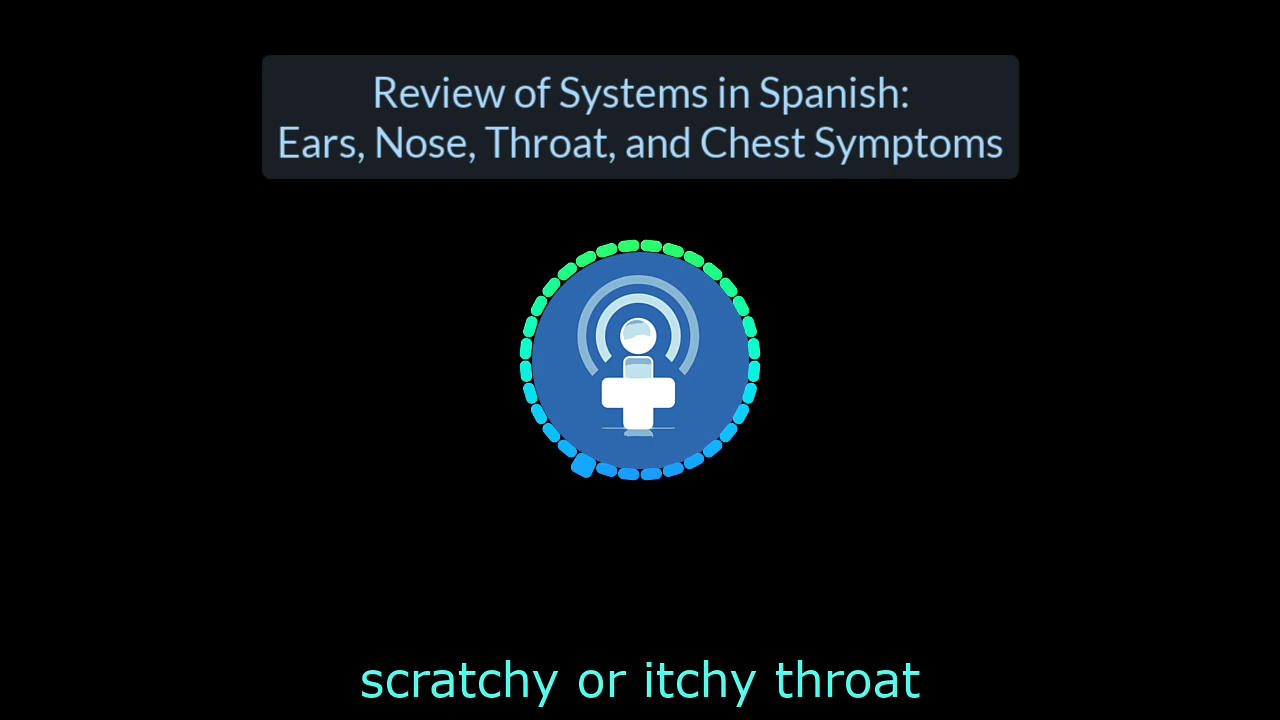 Review of Systems in Spanish:
Ears, Nose, Throat, and Chest Symptoms
scratchy or itchy throat